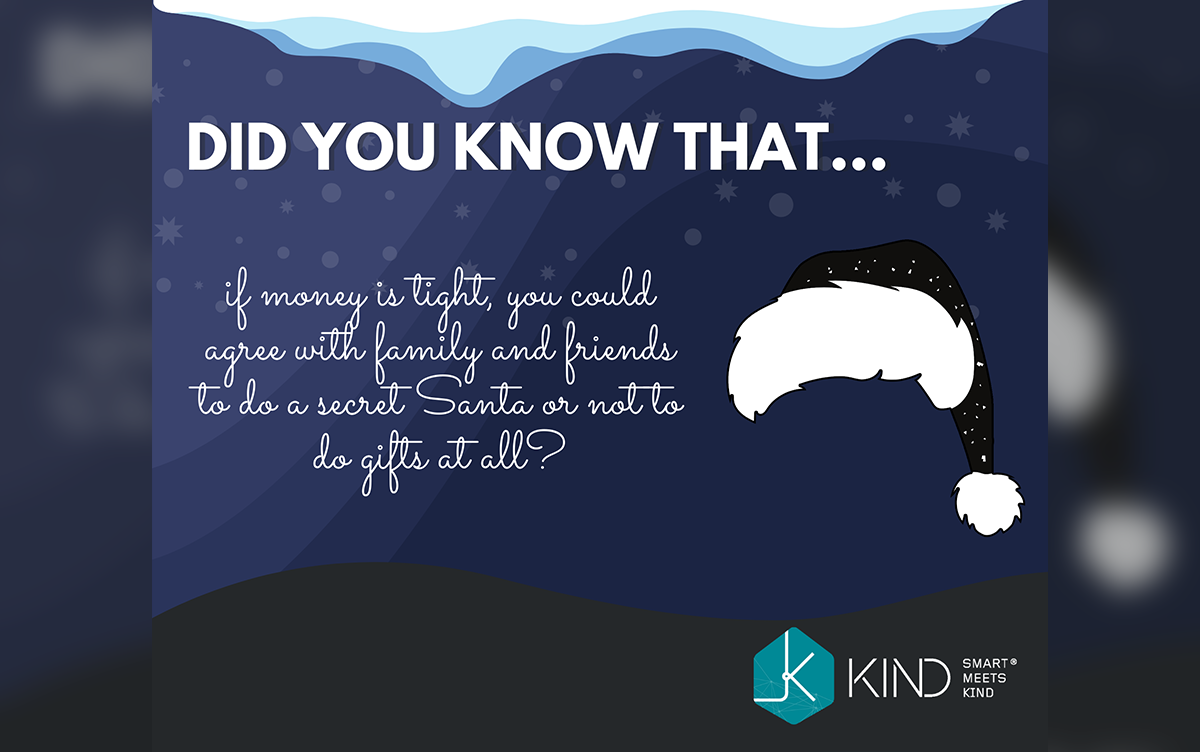 DID YOU KNOW THAT...
if money is tight, you could
agree with family and friends
to do a secret Santa or not to
do gifts at all?
KIND
SMART®
MEETS
KIND